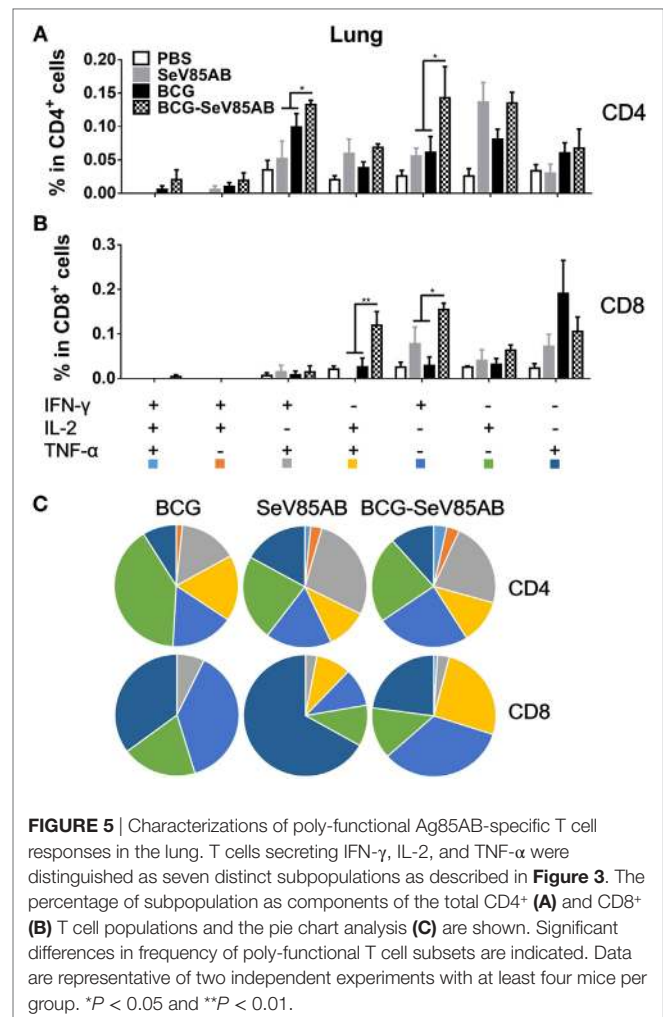 A
Lung
PBS
SeV85AB
BCG
BCG-SeV85AB
*
*
CD4
% in CD4⁺ cells
0.20
0.15
0.10
0.05
0.00
B
**
*
CD8
% in CD8⁺ cells
0.3
0.2
0.1
0.0
IFN-γ + + + - + - -
IL-2 + + - + - + -
TNF-α + - + + - - +
C
BCG SeV85AB BCG-SeV85AB
CD4
CD8
FIGURE 5 | Characterizations of poly-functional Ag85AB-specific T cell
responses in the lung. T cells secreting IFN-γ, IL-2, and TNF-α were
distinguished as seven distinct subpopulations as described in Figure 3. The
percentage of subpopulation as components of the total CD4⁺ (A) and CD8⁺
(B) T cell populations and the pie chart analysis (C) are shown. Significant
differences in frequency of poly-functional T cell subsets are indicated. Data
are representative of two independent experiments with at least four mice per
group. *P < 0.05 and **P < 0.01.